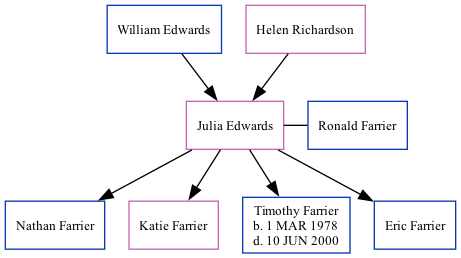 William Edwards
Helen Richardson
Julia Edwards
Ronald Farrier
Nathan Farrier
Katie Farrier
Timothy Farrier
b. 1 MAR 1978
d. 10 JUN 2000
Eric Farrier